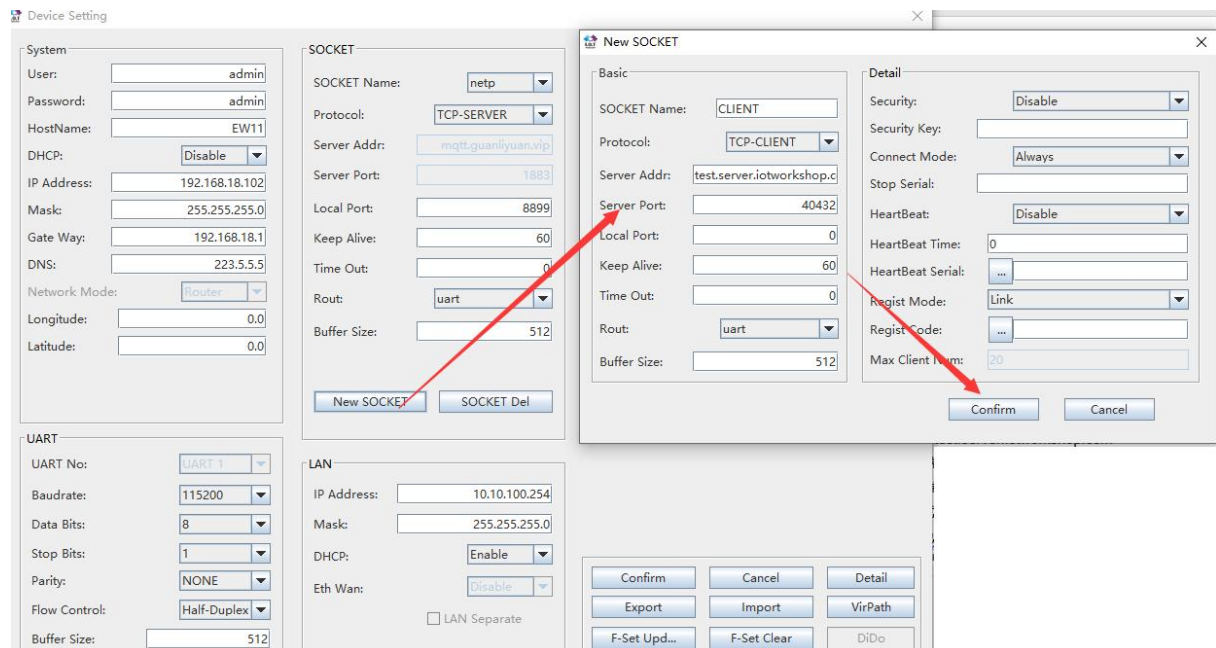 Device Setting
System
User: admin
Password: admin
HostName: EW11
DHCP: Disable
IP Address: 192.168.18.102
Mask: 255.255.255.0
Gate Way: 192.168.18.1
DNS: 223.5.5.5
Network Mode: Router
Longitude: 0.0
Latitude: 0.0
UART
UART No: UART 1
Baudrate: 115200
Data Bits: 8
Stop Bits: 1
Parity: NONE
Flow Control: Half-Duplex
Buffer Size: 512
SOCKET
SOCKET Name: netp
Protocol: TCP-SERVER
Server Addr: mqtt.guanliyuan.vip
Server Port: 1883
Local Port: 8899
Keep Alive: 60
Time Out: 0
Rout: uart
Buffer Size: 512
New SOCKET SOCKET Del
LAN
IP Address: 10.10.100.254
Mask: 255.255.255.0
DHCP: Enable
Eth Wan: Disable
LAN Separate
New SOCKET
Basic
SOCKET Name: CLIENT
Protocol: TCP-CLIENT
Server Addr: test.server.iotworkshop.c
Server Port: 40432
Local Port: 0
Keep Alive: 60
Time Out: 0
Rout: uart
Buffer Size: 512
Detail
Security: Disable
Security Key:
Connect Mode: Always
Stop Serial:
HeartBeat: Disable
HeartBeat Time: 0
HeartBeat Serial: ...
Regist Mode: Link
Regist Code: ...
Max Client Num: 20
Confirm Cancel
Confirm Cancel Detail
Export Import VirPath
F-Set Upd... F-Set Clear DiDo